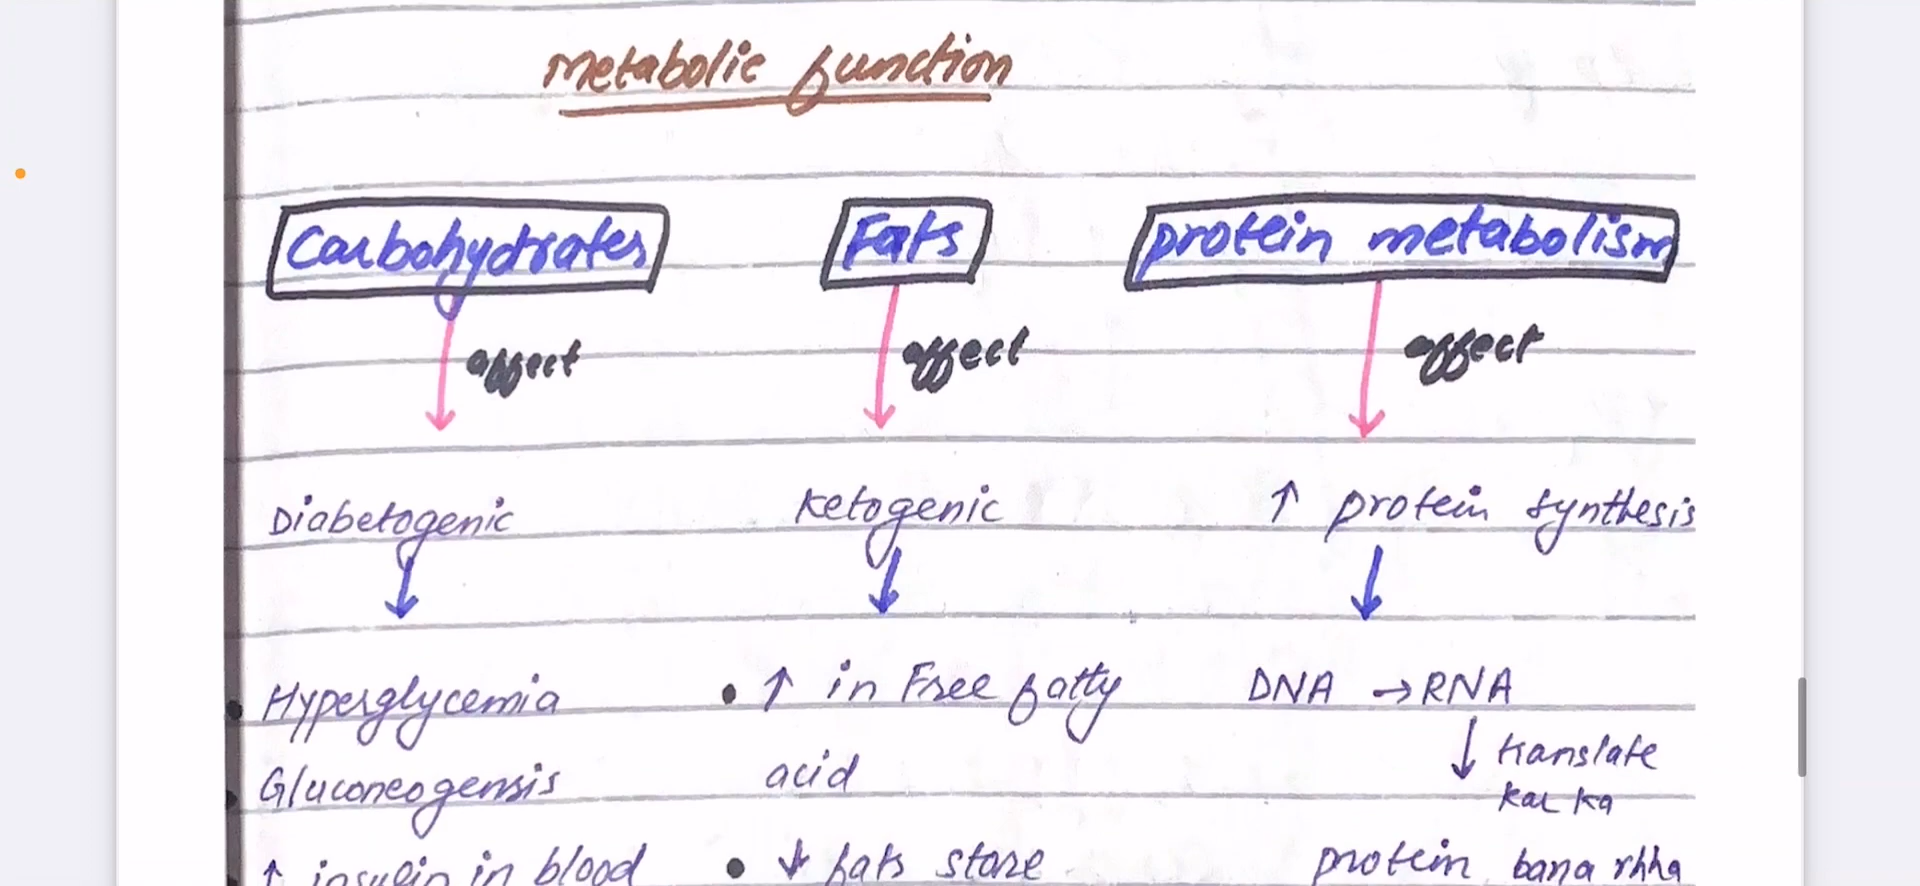 metabolic function
Carbohydrates Fats protein metabolism
affect affect affect
Diabetogenic Ketogenic ↑ protein synthesis
• Hyperglycemia • ↑ in Free fatty DNA → RNA
acid ↓ translate
• Gluconeogensis kar ka
• ↑ insulin in blood • ↓ fats store protein bana rhha